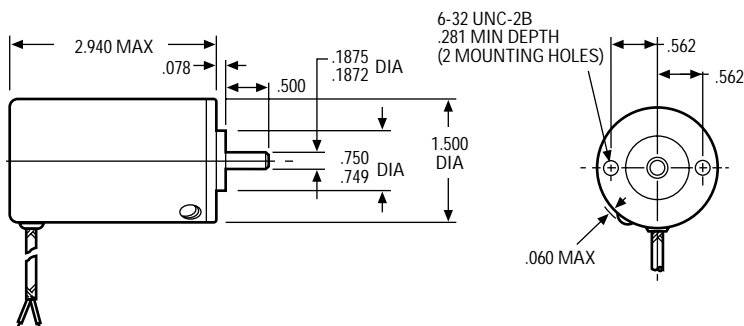 2.940 MAX
.078
.1875
.1872 DIA
.500
.750
.749 DIA
1.500
DIA
6-32 UNC-2B
.281 MIN DEPTH
(2 MOUNTING HOLES)
.562
.562
.060 MAX